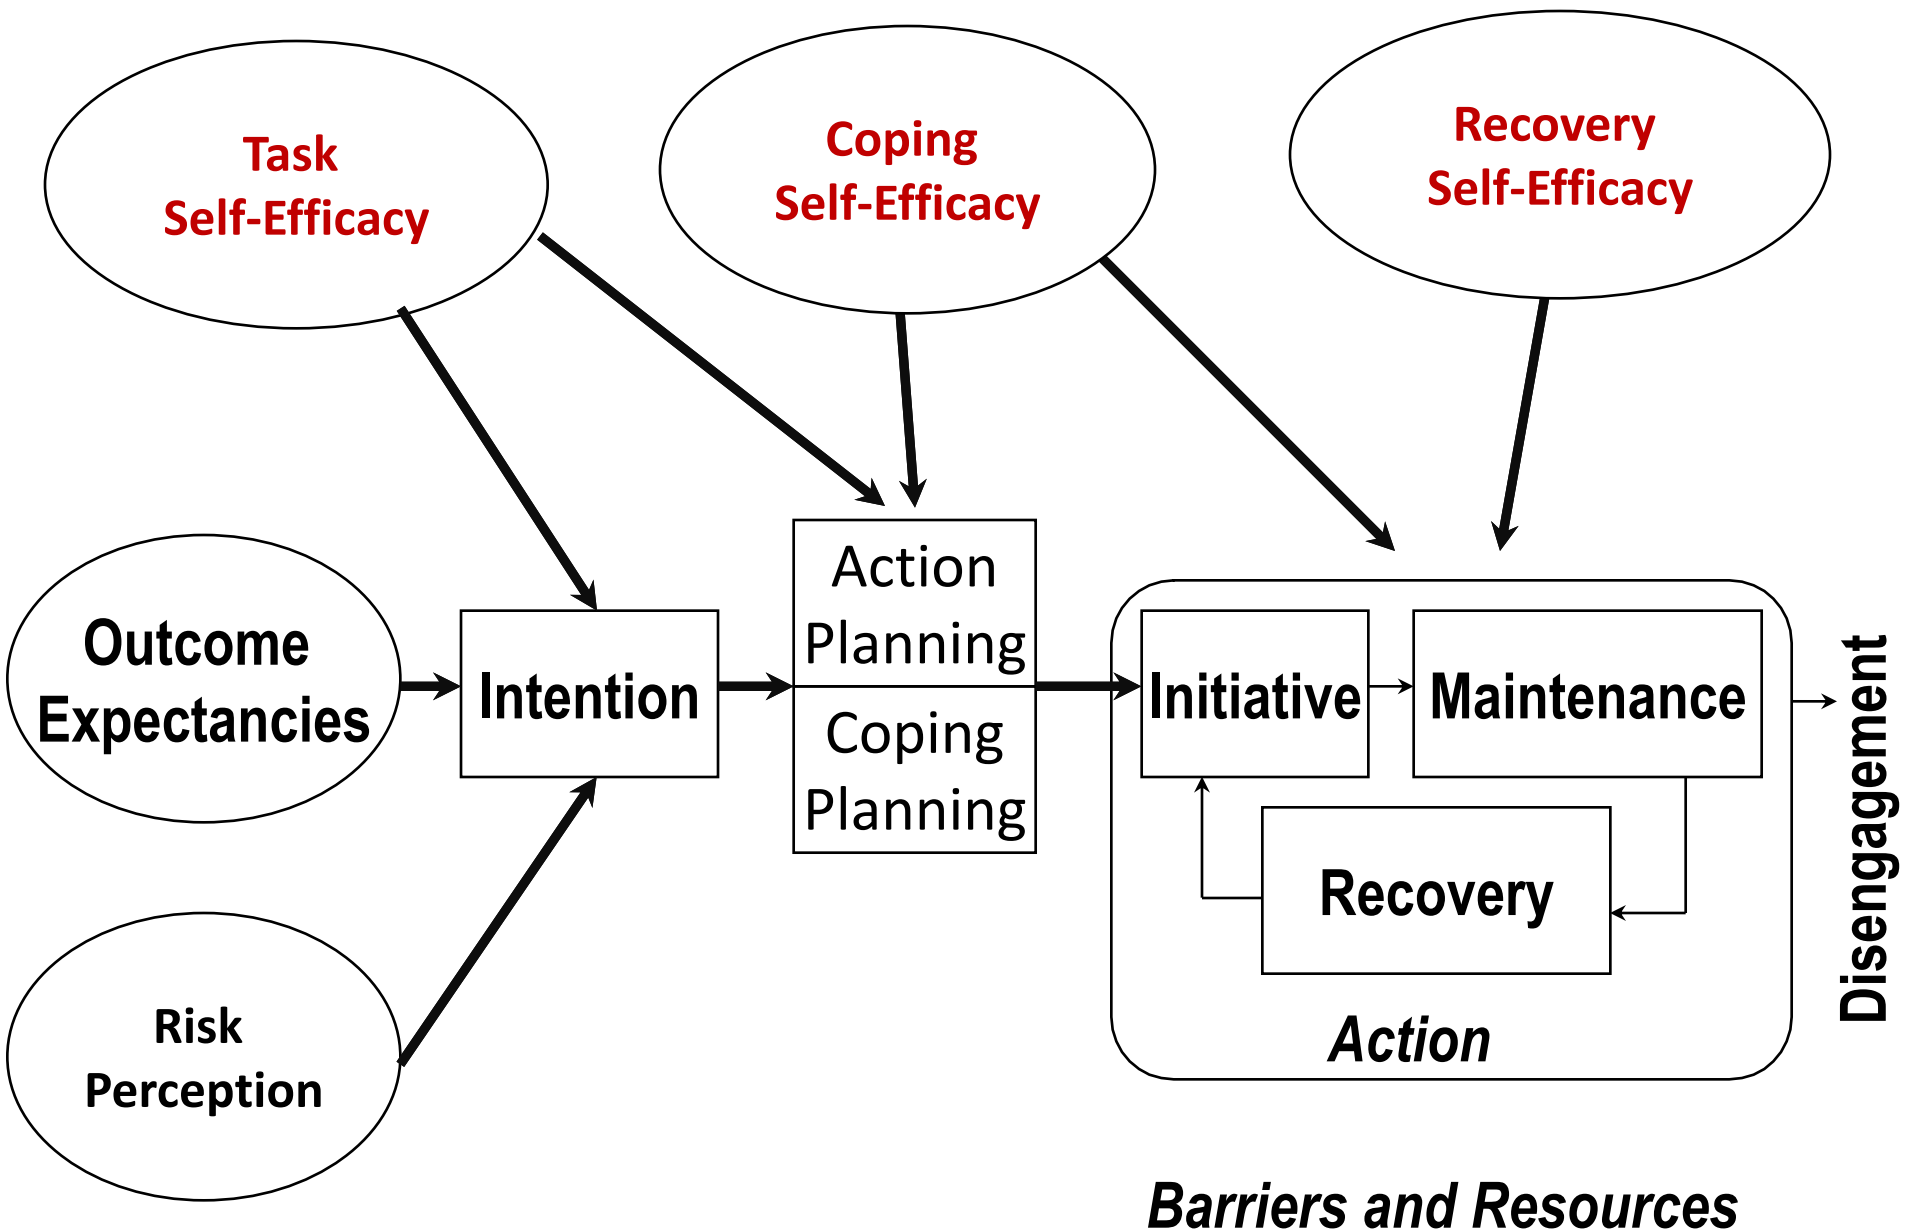 Task
Self-Efficacy
Coping
Self-Efficacy
Recovery
Self-Efficacy
Outcome
Expectancies
Intention
Action
Planning
Coping
Planning
Initiative
Maintenance
Recovery
Action
Disengagement
Risk
Perception
Barriers and Resources